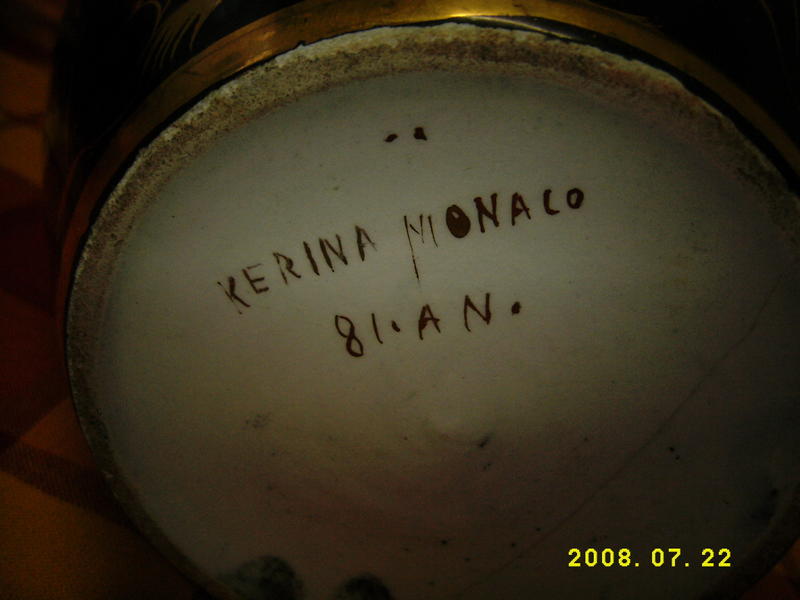 KERINA MONACO
81. AN.
2008. 07. 22